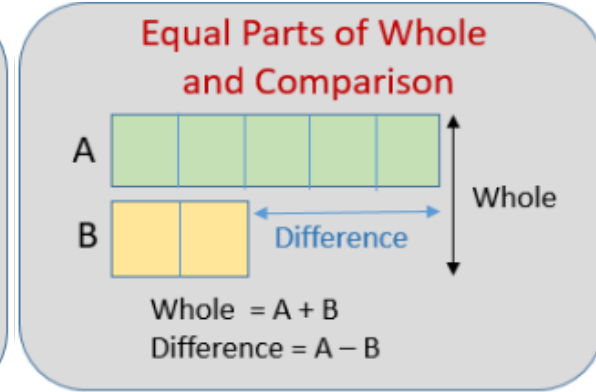 Equal Parts of Whole
and Comparison
A
Whole
B
Difference
Whole = A + B
Difference = A – B